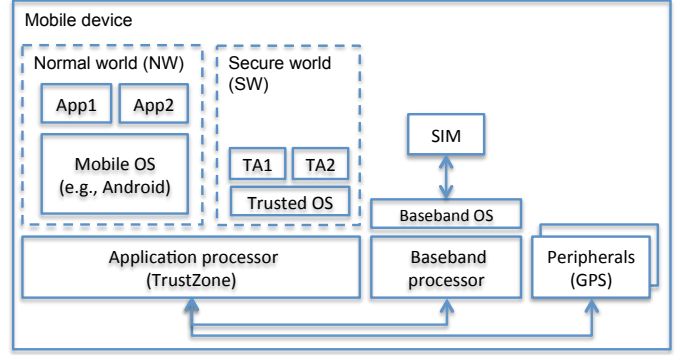 Mobile device
Normal world (NW)
App1
App2
Mobile OS
(e.g., Android)
Secure world
(SW)
TA1
TA2
Trusted OS
SIM
Baseband OS
Application processor
(TrustZone)
Baseband
processor
Peripherals
(GPS)